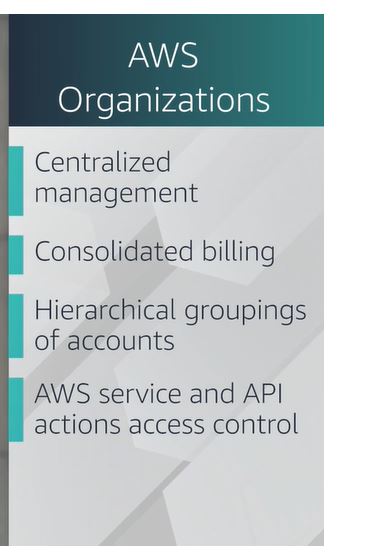 AWS
Organizations
Centralized
management
Consolidated billing
Hierarchical groupings
of accounts
AWS service and API
actions access control